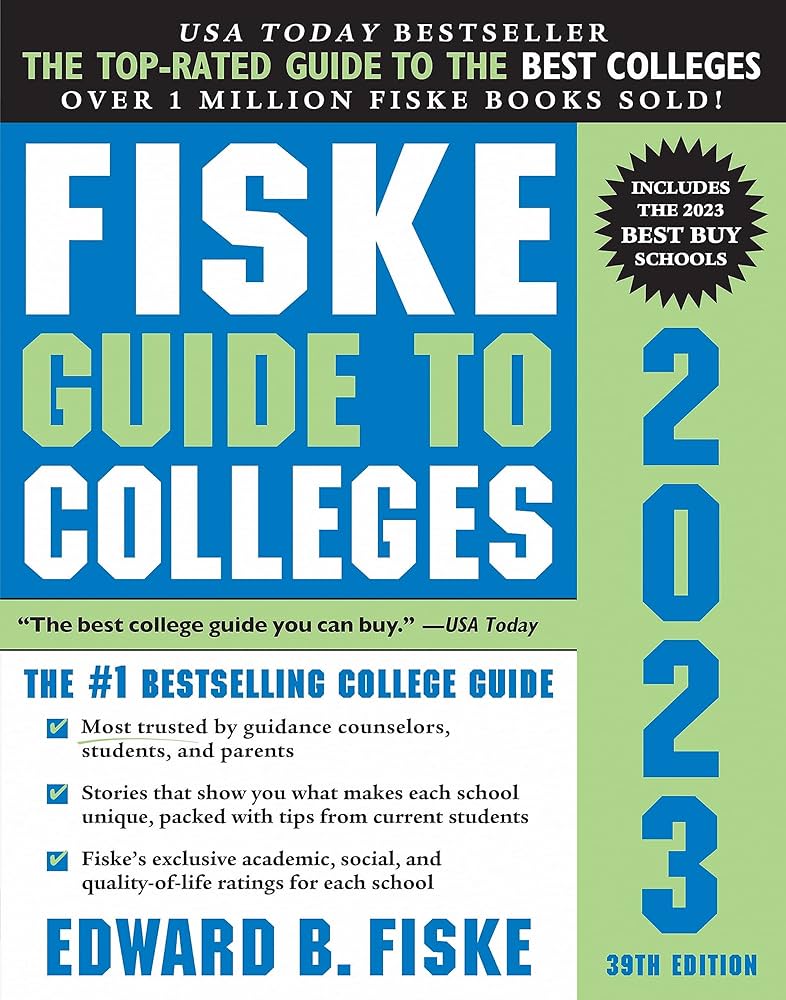 USA TODAY BESTSELLER
THE TOP-RATED GUIDE TO THE BEST COLLEGES
OVER 1 MILLION FISKE BOOKS SOLD!
FISKE
GUIDE TO
COLLEGES
INCLUDES
THE 2023
BEST BUY
SCHOOLS
2023
39TH EDITION
“The best college guide you can buy.” —USA Today
THE #1 BESTSELLING COLLEGE GUIDE
Most trusted by guidance counselors,
students, and parents
Stories that show you what makes each school
unique, packed with tips from current students
Fiske’s exclusive academic, social, and
quality-of-life ratings for each school
EDWARD B. FISKE